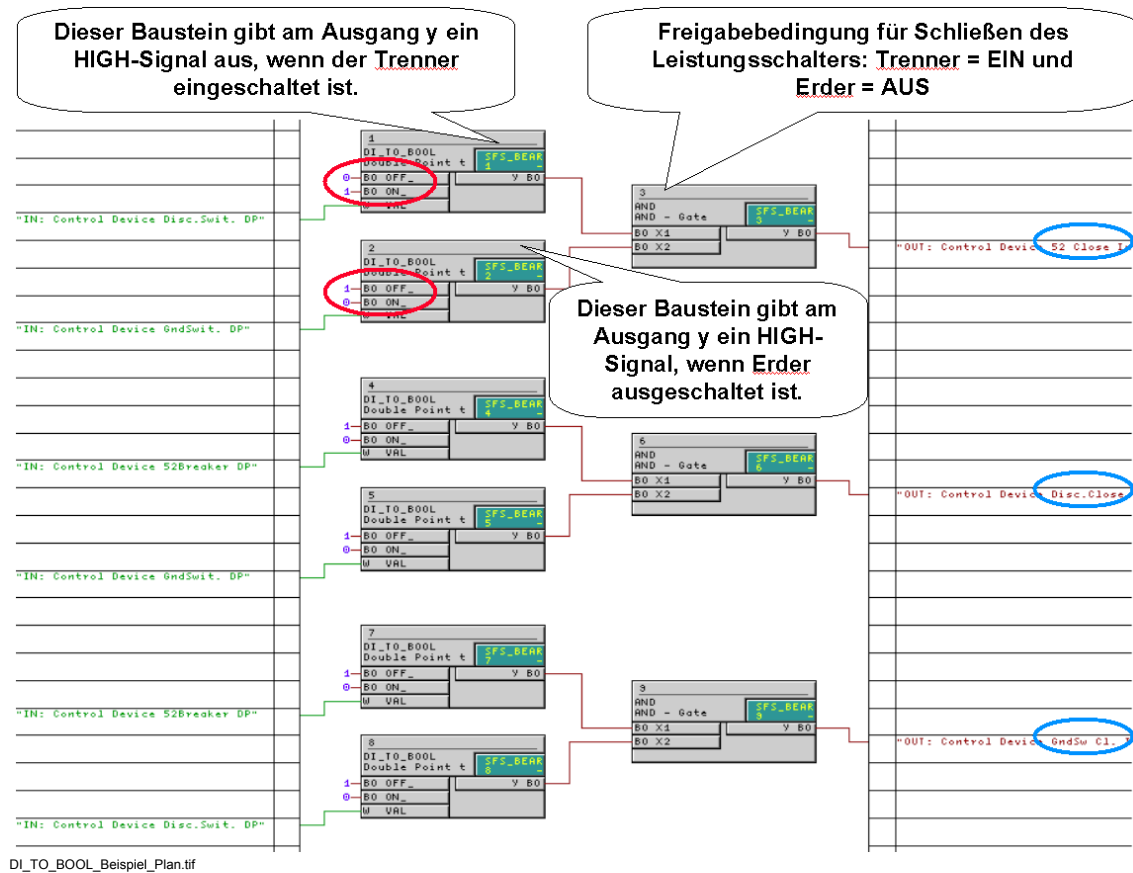 Dieser Baustein gibt am Ausgang y ein
HIGH-Signal aus, wenn der Trenner
eingeschaltet ist.
Freigabebedingung für Schließen des
Leistungsschalters: Trenner = EIN und
Erder = AUS
1
DI_TO_BOOL
Double Point t
SFS_BEAR
1 -
0 BO OFF_ Y BO
1 BO ON_
W VAL
"IN: Control Device Disc.Swit. DP"
2
DI_TO_BOOL
Double Point t
SFS_BEAR
2 -
1 BO OFF_ Y BO
0 BO ON_
W VAL
"IN: Control Device GndSwit. DP"
3
AND
AND - Gate
SFS_BEAR
3 -
BO X1 Y BO
BO X2
"OUT: Control Device 52 Close
Dieser Baustein gibt am
Ausgang y ein HIGH-
Signal, wenn Erder
ausgeschaltet ist.
4
DI_TO_BOOL
Double Point t
SFS_BEAR
4 -
1 BO OFF_ Y BO
0 BO ON_
W VAL
"IN: Control Device 52Breaker DP"
5
DI_TO_BOOL
Double Point t
SFS_BEAR
5 -
1 BO OFF_ Y BO
0 BO ON_
W VAL
"IN: Control Device GndSwit. DP"
6
AND
AND - Gate
SFS_BEAR
6 -
BO X1 Y BO
BO X2
"OUT: Control Device Disc.Close
7
DI_TO_BOOL
Double Point t
SFS_BEAR
7 -
1 BO OFF_ Y BO
0 BO ON_
W VAL
"IN: Control Device 52Breaker DP"
8
DI_TO_BOOL
Double Point t
SFS_BEAR
8 -
1 BO OFF_ Y BO
0 BO ON_
W VAL
"IN: Control Device Disc.Swit. DP"
9
AND
AND - Gate
SFS_BEAR
9 -
BO X1 Y BO
BO X2
"OUT: Control Device GndSw Cl.
DI_TO_BOOL_Beispiel_Plan.tif